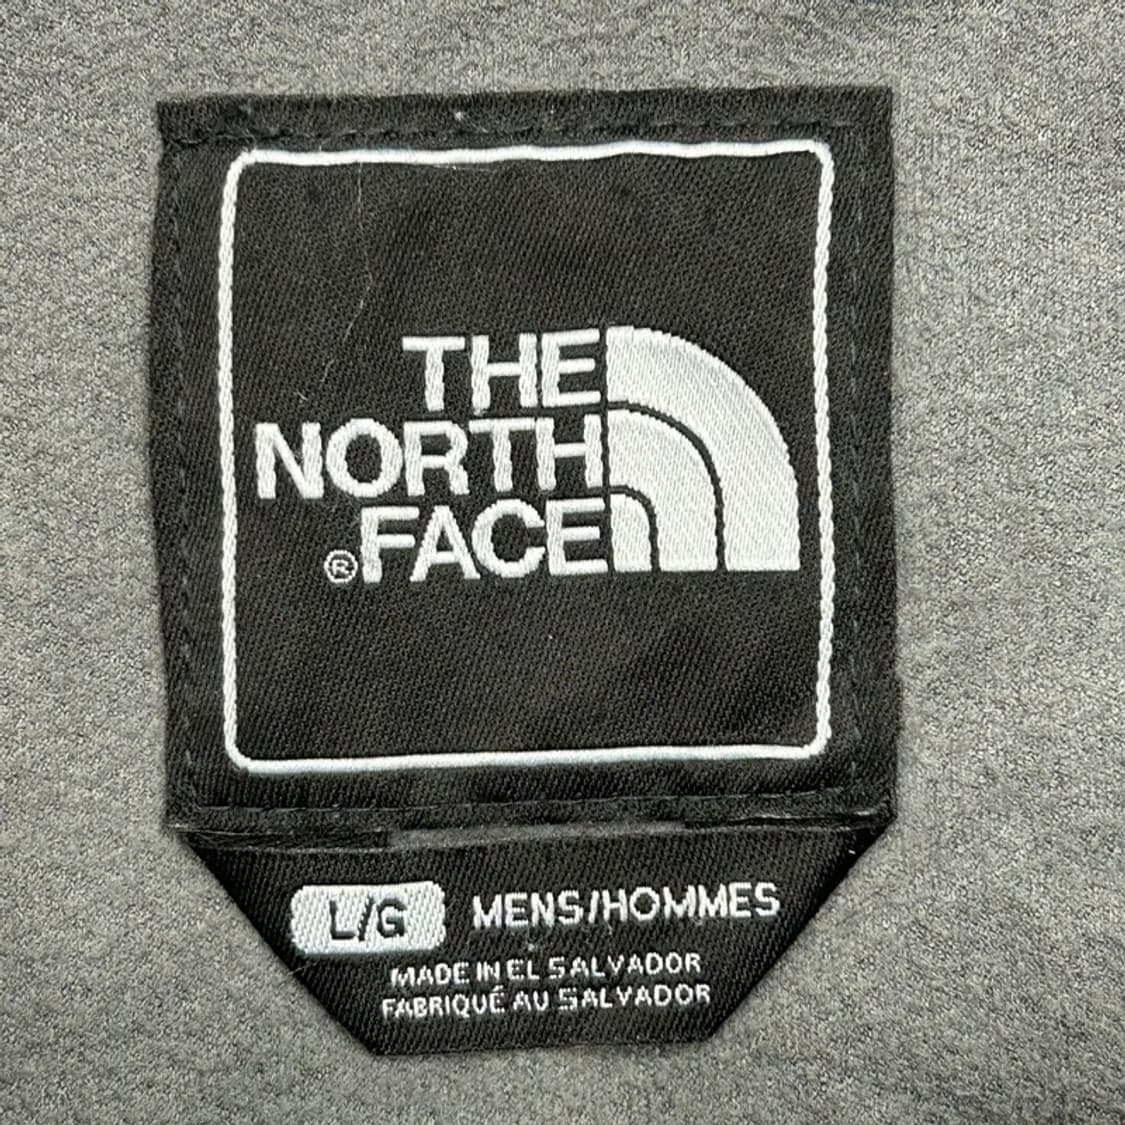 THE
NORTH
®FACE
L/G MENS/HOMMES
MADE IN EL SALVADOR
FABRIQUÉ AU SALVADOR